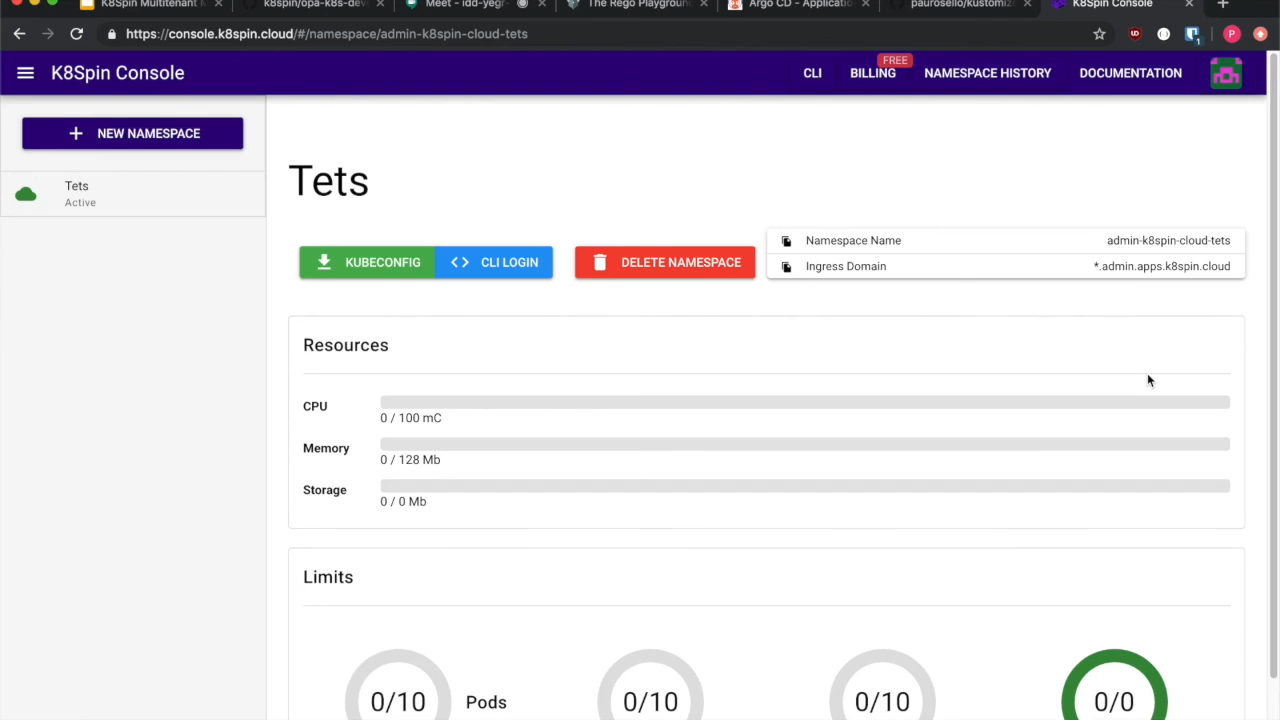 K8Spin Multitenant
k8spin/opa-k8s-dev
Meet - idd-yegr-
The Rego Playground
Argo CD - Application
paurosello/kustomiz
K8Spin Console
https://console.k8spin.cloud/#/namespace/admin-k8spin-cloud-tets
1
P
K8Spin Console
CLI
BILLING
FREE
NAMESPACE HISTORY
DOCUMENTATION
NEW NAMESPACE
Tets
Active
Tets
KUBECONFIG
CLI LOGIN
DELETE NAMESPACE
Namespace Name admin-k8spin-cloud-tets
Ingress Domain *.admin.apps.k8spin.cloud
Resources
CPU
0 / 100 mC
Memory
0 / 128 Mb
Storage
0 / 0 Mb
Limits
0/10 Pods
0/10
0/10
0/0